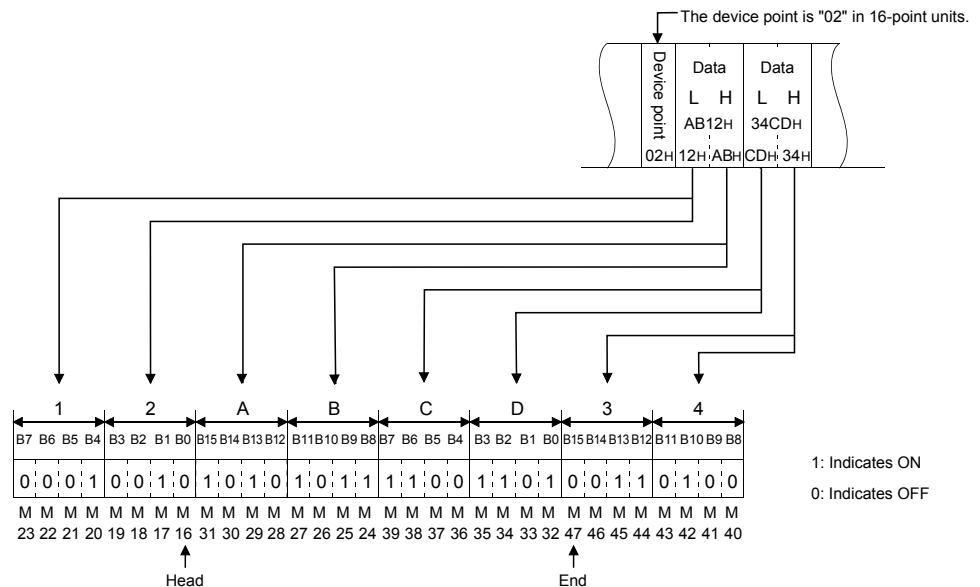 The device point is "02" in 16-point units.
Device point
Data Data
L H L H
AB12H 34CDH
02H 12H ABH CDH 34H
1 2 A B C D 3 4
B7 B6 B5 B4 B3 B2 B1 B0 B15 B14 B13 B12 B11 B10 B9 B8 B7 B6 B5 B4 B3 B2 B1 B0 B15 B14 B13 B12 B11 B10 B9 B8
0 0 0 1 0 0 1 0 1 0 1 0 1 0 1 1 1 1 0 0 1 1 0 1 0 0 1 1 0 1 0 0
1: Indicates ON
0: Indicates OFF
M M M M M M M M M M M M M M M M M M M M M M M M M M M M M M M M
23 22 21 20 19 18 17 16 31 30 29 28 27 26 25 24 39 38 37 36 35 34 33 32 47 46 45 44 43 42 41 40
Head End